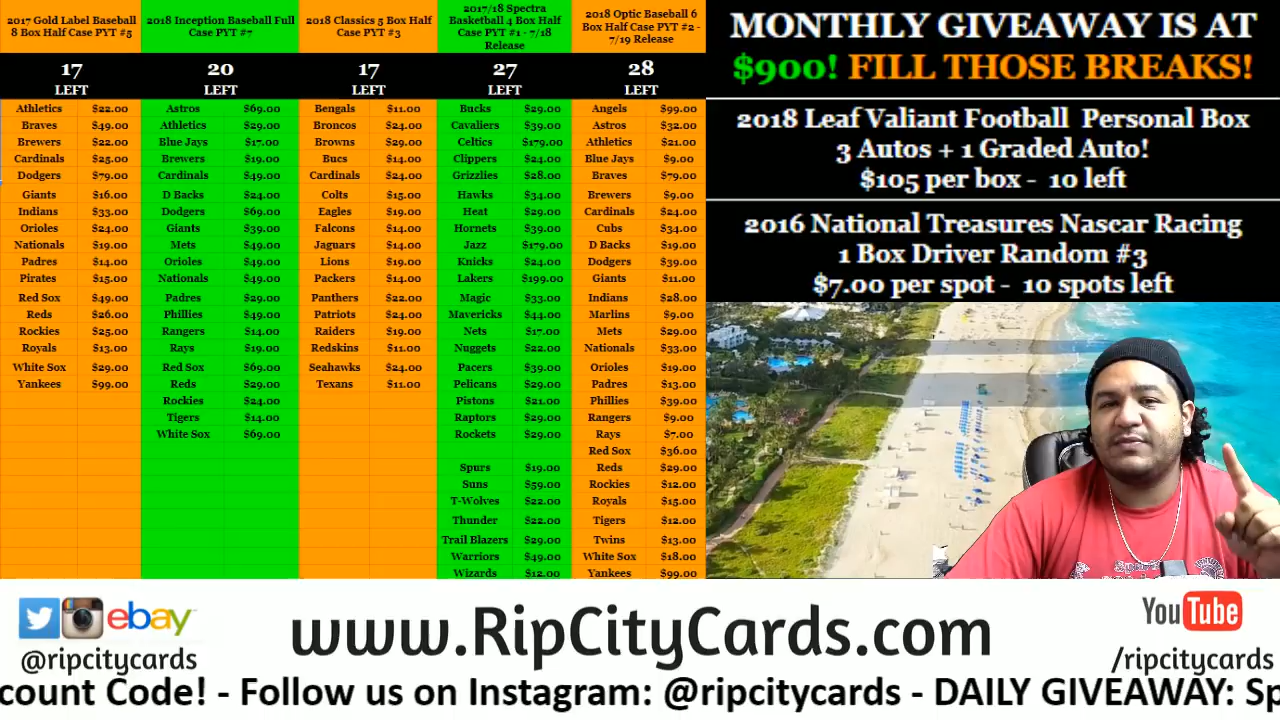 2017 Gold Label Baseball
8 Box Half Case PYT #5
17
LEFT
Athletics $22.00
Braves $49.00
Brewers $22.00
Cardinals $25.00
Dodgers $79.00
Giants $16.00
Indians $33.00
Orioles $24.00
Nationals $19.00
Padres $14.00
Pirates $15.00
Red Sox $49.00
Reds $26.00
Rockies $25.00
Royals $13.00
White Sox $29.00
Yankees $99.00
2018 Inception Baseball Full
Case PYT #7
20
LEFT
Astros $69.00
Athletics $29.00
Blue Jays $17.00
Brewers $19.00
Cardinals $49.00
D Backs $24.00
Dodgers $69.00
Giants $39.00
Mets $49.00
Orioles $49.00
Nationals $49.00
Padres $29.00
Phillies $49.00
Rangers $14.00
Rays $19.00
Red Sox $69.00
Reds $29.00
Rockies $24.00
Tigers $14.00
White Sox $69.00
2018 Classics 5 Box Half
Case PYT #3
17
LEFT
Bengals $11.00
Broncos $24.00
Browns $29.00
Bucs $14.00
Cardinals $24.00
Colts $15.00
Eagles $19.00
Falcons $14.00
Jaguars $14.00
Lions $19.00
Packers $14.00
Panthers $22.00
Patriots $24.00
Raiders $19.00
Redskins $11.00
Seahawks $24.00
Texans $11.00
2017/18 Spectra
Basketball 4 Box Half
Case PYT #1 - 7/18
Release
27
LEFT
Bucks $29.00
Cavaliers $39.00
Celtics $179.00
Clippers $24.00
Grizzlies $28.00
Hawks $34.00
Heat $29.00
Hornets $39.00
Jazz $179.00
Knicks $24.00
Lakers $199.00
Magic $33.00
Mavericks $44.00
Nets $17.00
Nuggets $22.00
Pacers $39.00
Pelicans $29.00
Pistons $21.00
Raptors $29.00
Rockets $29.00
Spurs $19.00
Suns $59.00
T-Wolves $22.00
Thunder $22.00
Trail Blazers $29.00
Warriors $49.00
Wizards $12.00
2018 Optic Baseball 6
Box Half Case PYT #2 -
7/19 Release
28
LEFT
Angels $99.00
Astros $32.00
Athletics $21.00
Blue Jays $9.00
Braves $79.00
Brewers $9.00
Cardinals $24.00
Cubs $34.00
D Backs $19.00
Dodgers $39.00
Giants $11.00
Indians $28.00
Marlins $9.00
Mets $29.00
Nationals $33.00
Orioles $19.00
Padres $13.00
Phillies $39.00
Rangers $9.00
Rays $7.00
Red Sox $36.00
Reds $29.00
Rockies $12.00
Royals $15.00
Tigers $12.00
Twins $13.00
White Sox $18.00
Yankees $99.00
MONTHLY GIVEAWAY IS AT
$900! FILL THOSE BREAKS!
2018 Leaf Valiant Football Personal Box
3 Autos + 1 Graded Auto!
$105 per box - 10 left
2016 National Treasures Nascar Racing
1 Box Driver Random #3
$7.00 per spot - 10 spots left
ebay
@ripcitycards
www.RipCityCards.com
YouTube
/ripcitycards
count Code! - Follow us on Instagram: @ripcitycards - DAILY GIVEAWAY: Sp